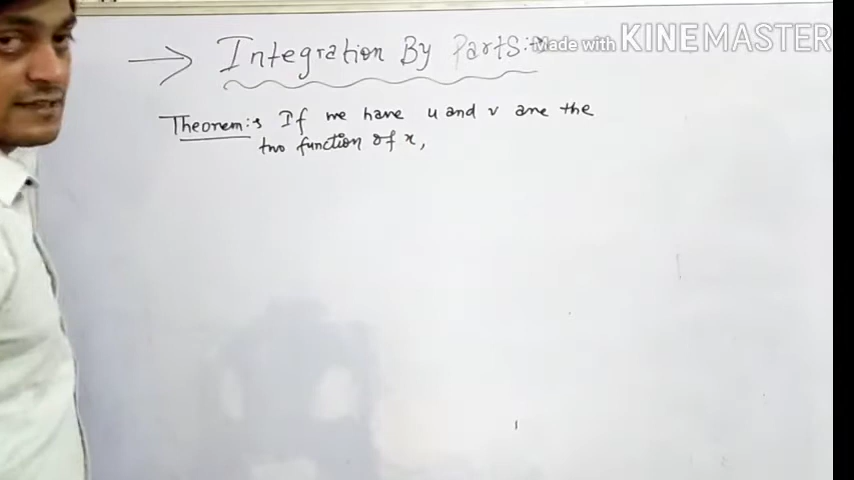 → Integration By Parts:→
Made with KINEMASTER
Theorem:→ If we have u and v are the
two function of x,